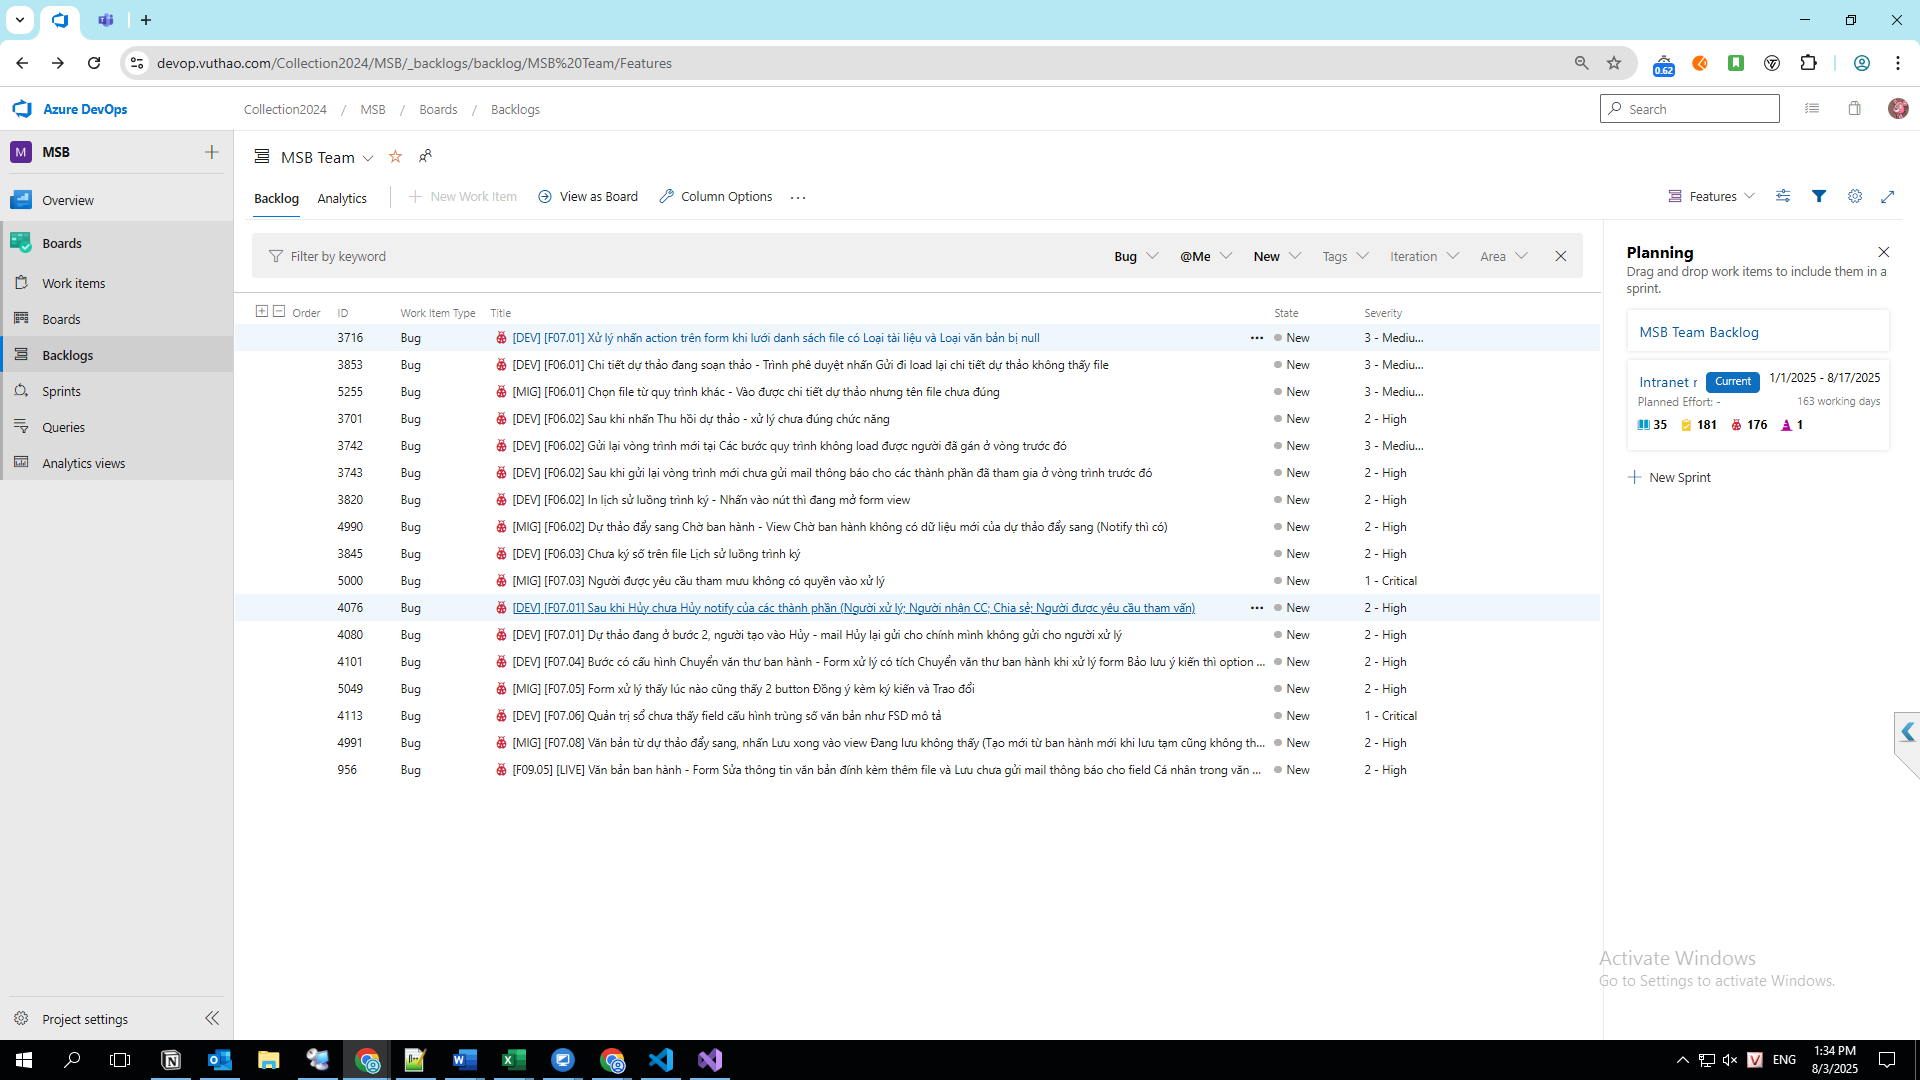 devop.vuthao.com/Collection2024/MSB/_backlogs/backlog/MSB%20Team/Features
0.62
Azure DevOps
Collection2024 / MSB / Boards / Backlogs
Search
M MSB
MSB Team
Overview
Backlog Analytics New Work Item View as Board Column Options
Features
Boards
Work items
Boards
Backlogs
Sprints
Queries
Analytics views
Filter by keyword
Bug @Me New Tags Iteration Area
Order ID Work Item Type Title State Severity
3716 Bug [DEV] [F07.01] Xử lý nhấn action trên form khi lưới danh sách file có Loại tài liệu và Loại văn bản bị null ... New 3 - Mediu...
3853 Bug [DEV] [F06.01] Chi tiết dự thảo đang soạn thảo - Trình phê duyệt nhấn Gửi đi load lại chi tiết dự thảo không thấy file New 3 - Mediu...
5255 Bug [MIG] [F06.01] Chọn file từ quy trình khác - Vào được chi tiết dự thảo nhưng tên file chưa đúng New 3 - Mediu...
3701 Bug [DEV] [F06.02] Sau khi nhấn Thu hồi dự thảo - xử lý chưa đúng chức năng New 2 - High
3742 Bug [DEV] [F06.02] Gửi lại vòng trình mới tại Các bước quy trình không load được người đã gán ở vòng trước đó New 3 - Mediu...
3743 Bug [DEV] [F06.02] Sau khi gửi lại vòng trình mới chưa gửi mail thông báo cho các thành phần đã tham gia ở vòng trình trước đó New 2 - High
3820 Bug [DEV] [F06.02] In lịch sử luồng trình ký - Nhấn vào nút thì đang mở form view New 2 - High
4990 Bug [MIG] [F06.02] Dự thảo đẩy sang Chờ ban hành - View Chờ ban hành không có dữ liệu mới của dự thảo đẩy sang (Notify thì có) New 2 - High
3845 Bug [DEV] [F06.03] Chưa ký số trên file Lịch sử luồng trình ký New 2 - High
5000 Bug [MIG] [F07.03] Người được yêu cầu tham mưu không có quyền vào xử lý New 1 - Critical
4076 Bug [DEV] [F07.01] Sau khi Hủy chưa Hủy notify của các thành phần (Người xử lý; Người nhận CC; Chia sẻ; Người được yêu cầu tham vấn) ... New 2 - High
4080 Bug [DEV] [F07.01] Dự thảo đang ở bước 2, người tạo vào Hủy - mail Hủy lại gửi cho chính mình không gửi cho người xử lý New 2 - High
4101 Bug [DEV] [F07.04] Bước có cấu hình Chuyển văn thư ban hành - Form xử lý có tích Chuyển văn thư ban hành khi xử lý form Bảo lưu ý kiến thì option ... New 2 - High
5049 Bug [MIG] [F07.05] Form xử lý thấy lúc nào cũng thấy 2 button Đồng ý kèm ký kiến và Trao đổi New 2 - High
4113 Bug [DEV] [F07.06] Quản trị sổ chưa thấy field cấu hình trùng số văn bản như FSD mô tả New 1 - Critical
4991 Bug [MIG] [F07.08] Văn bản từ dự thảo đẩy sang, nhấn Lưu xong vào view Đang lưu không thấy (Tạo mới từ ban hành mới khi lưu tạm cũng không th... New 2 - High
956 Bug [F09.05] [LIVE] Văn bản ban hành - Form Sửa thông tin văn bản đính kèm thêm file và Lưu chưa gửi mail thông báo cho field Cá nhân trong văn ... New 2 - High
Planning
Drag and drop work items to include them in a
sprint.
MSB Team Backlog
Intranet r Current 1/1/2025 - 8/17/2025
Planned Effort: - 163 working days
35 181 176 1
New Sprint
Activate Windows
Go to Settings to activate Windows.
Project settings
ENG
1:34 PM
8/3/2025